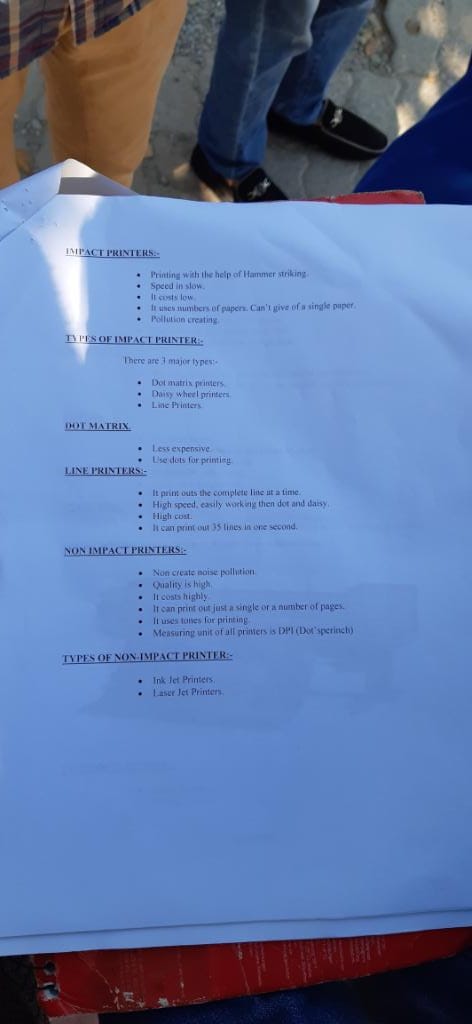 IMPACT PRINTERS:-
• Printing with the help of Hammer striking.
• Speed in slow.
• It costs low.
• It uses numbers of papers. Can't give of a single paper.
• Pollution creating.
TYPES OF IMPACT PRINTER:-
There are 3 major types:-
• Dot matrix printers.
• Daisy wheel printers.
• Line Printers.
DOT MATRIX.
• Less expensive.
• Use dots for printing.
LINE PRINTERS:-
• It print outs the complete line at a time.
• High speed, easily working then dot and daisy.
• High cost.
• It can print out 35 lines in one second.
NON IMPACT PRINTERS:-
• Non create noise pollution.
• Quality is high.
• It costs highly.
• It can print out just a single or a number of pages.
• It uses tones for printing.
• Measuring unit of all printers is DPI (Dot'sperinch)
TYPES OF NON-IMPACT PRINTER:-
• Ink Jet Printers.
• Laser Jet Printers.